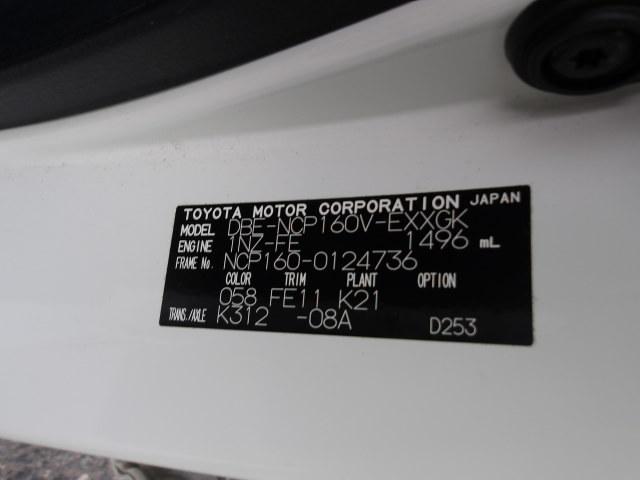 TOYOTA MOTOR CORPORATION JAPAN
MODEL DBE-NCP160V-EXXGK
ENGINE 1NZ-FE 1496 mL
FRAME No. NCP160-0124736
COLOR TRIM PLANT OPTION
058 FE11 K21
TRANS./AXLE K312 -08A
D253